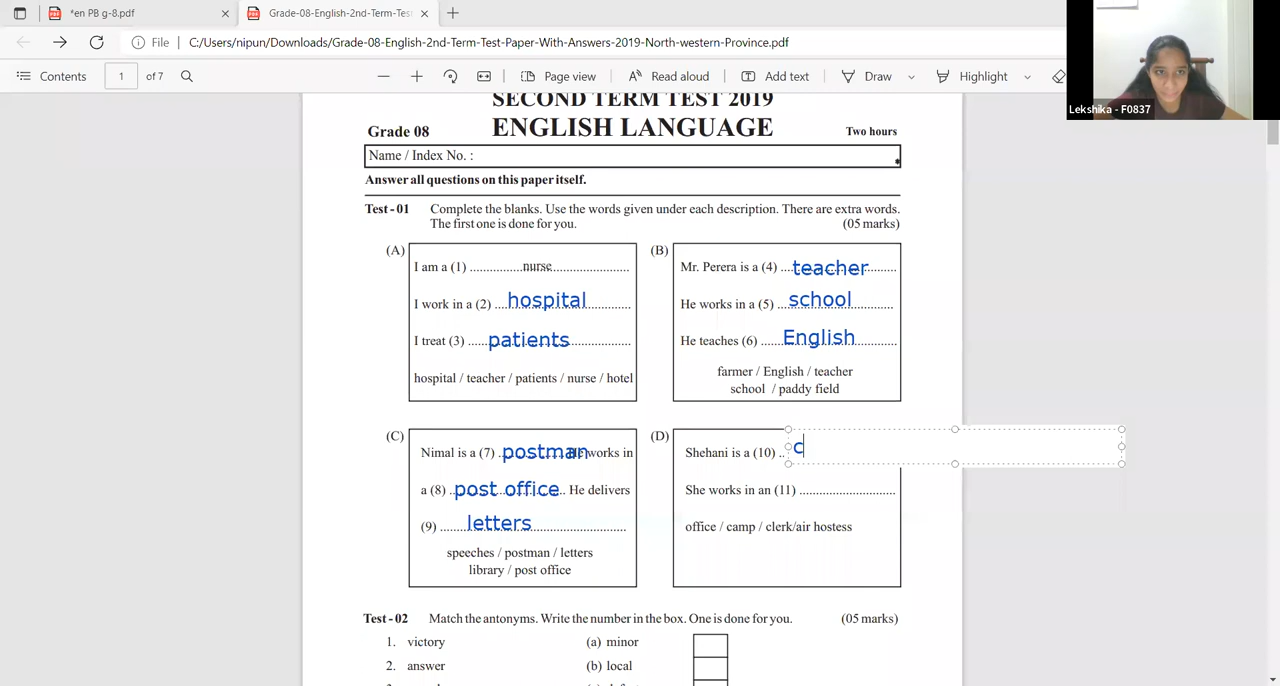 *en PB g-8.pdf
Grade-08-English-2nd-Term-Tes
File C:/Users/nipun/Downloads/Grade-08-English-2nd-Term-Test-Paper-With-Answers-2019-North-western-Province.pdf
Contents 1 of 7 Page view Read aloud Add text Draw Highlight
Lekshika - F0837
SECOND TERM TEST 2019
Grade 08 ENGLISH LANGUAGE Two hours
Name / Index No. :
Answer all questions on this paper itself.
Test - 01 Complete the blanks. Use the words given under each description. There are extra words.
The first one is done for you. (05 marks)
(A)
I am a (1) nurse
I work in a (2) hospital
I treat (3) patients
hospital / teacher / patients / nurse / hotel
(B)
Mr. Perera is a (4) teacher
He works in a (5) school
He teaches (6) English
farmer / English / teacher
school / paddy field
(C)
Nimal is a (7) postman works in
a (8) post office He delivers
(9) letters
speeches / postman / letters
library / post office
(D)
Shehani is a (10) .. c
She works in an (11) ................................
office / camp / clerk/air hostess
Test - 02 Match the antonyms. Write the number in the box. One is done for you. (05 marks)
1. victory (a) minor
2. answer (b) local